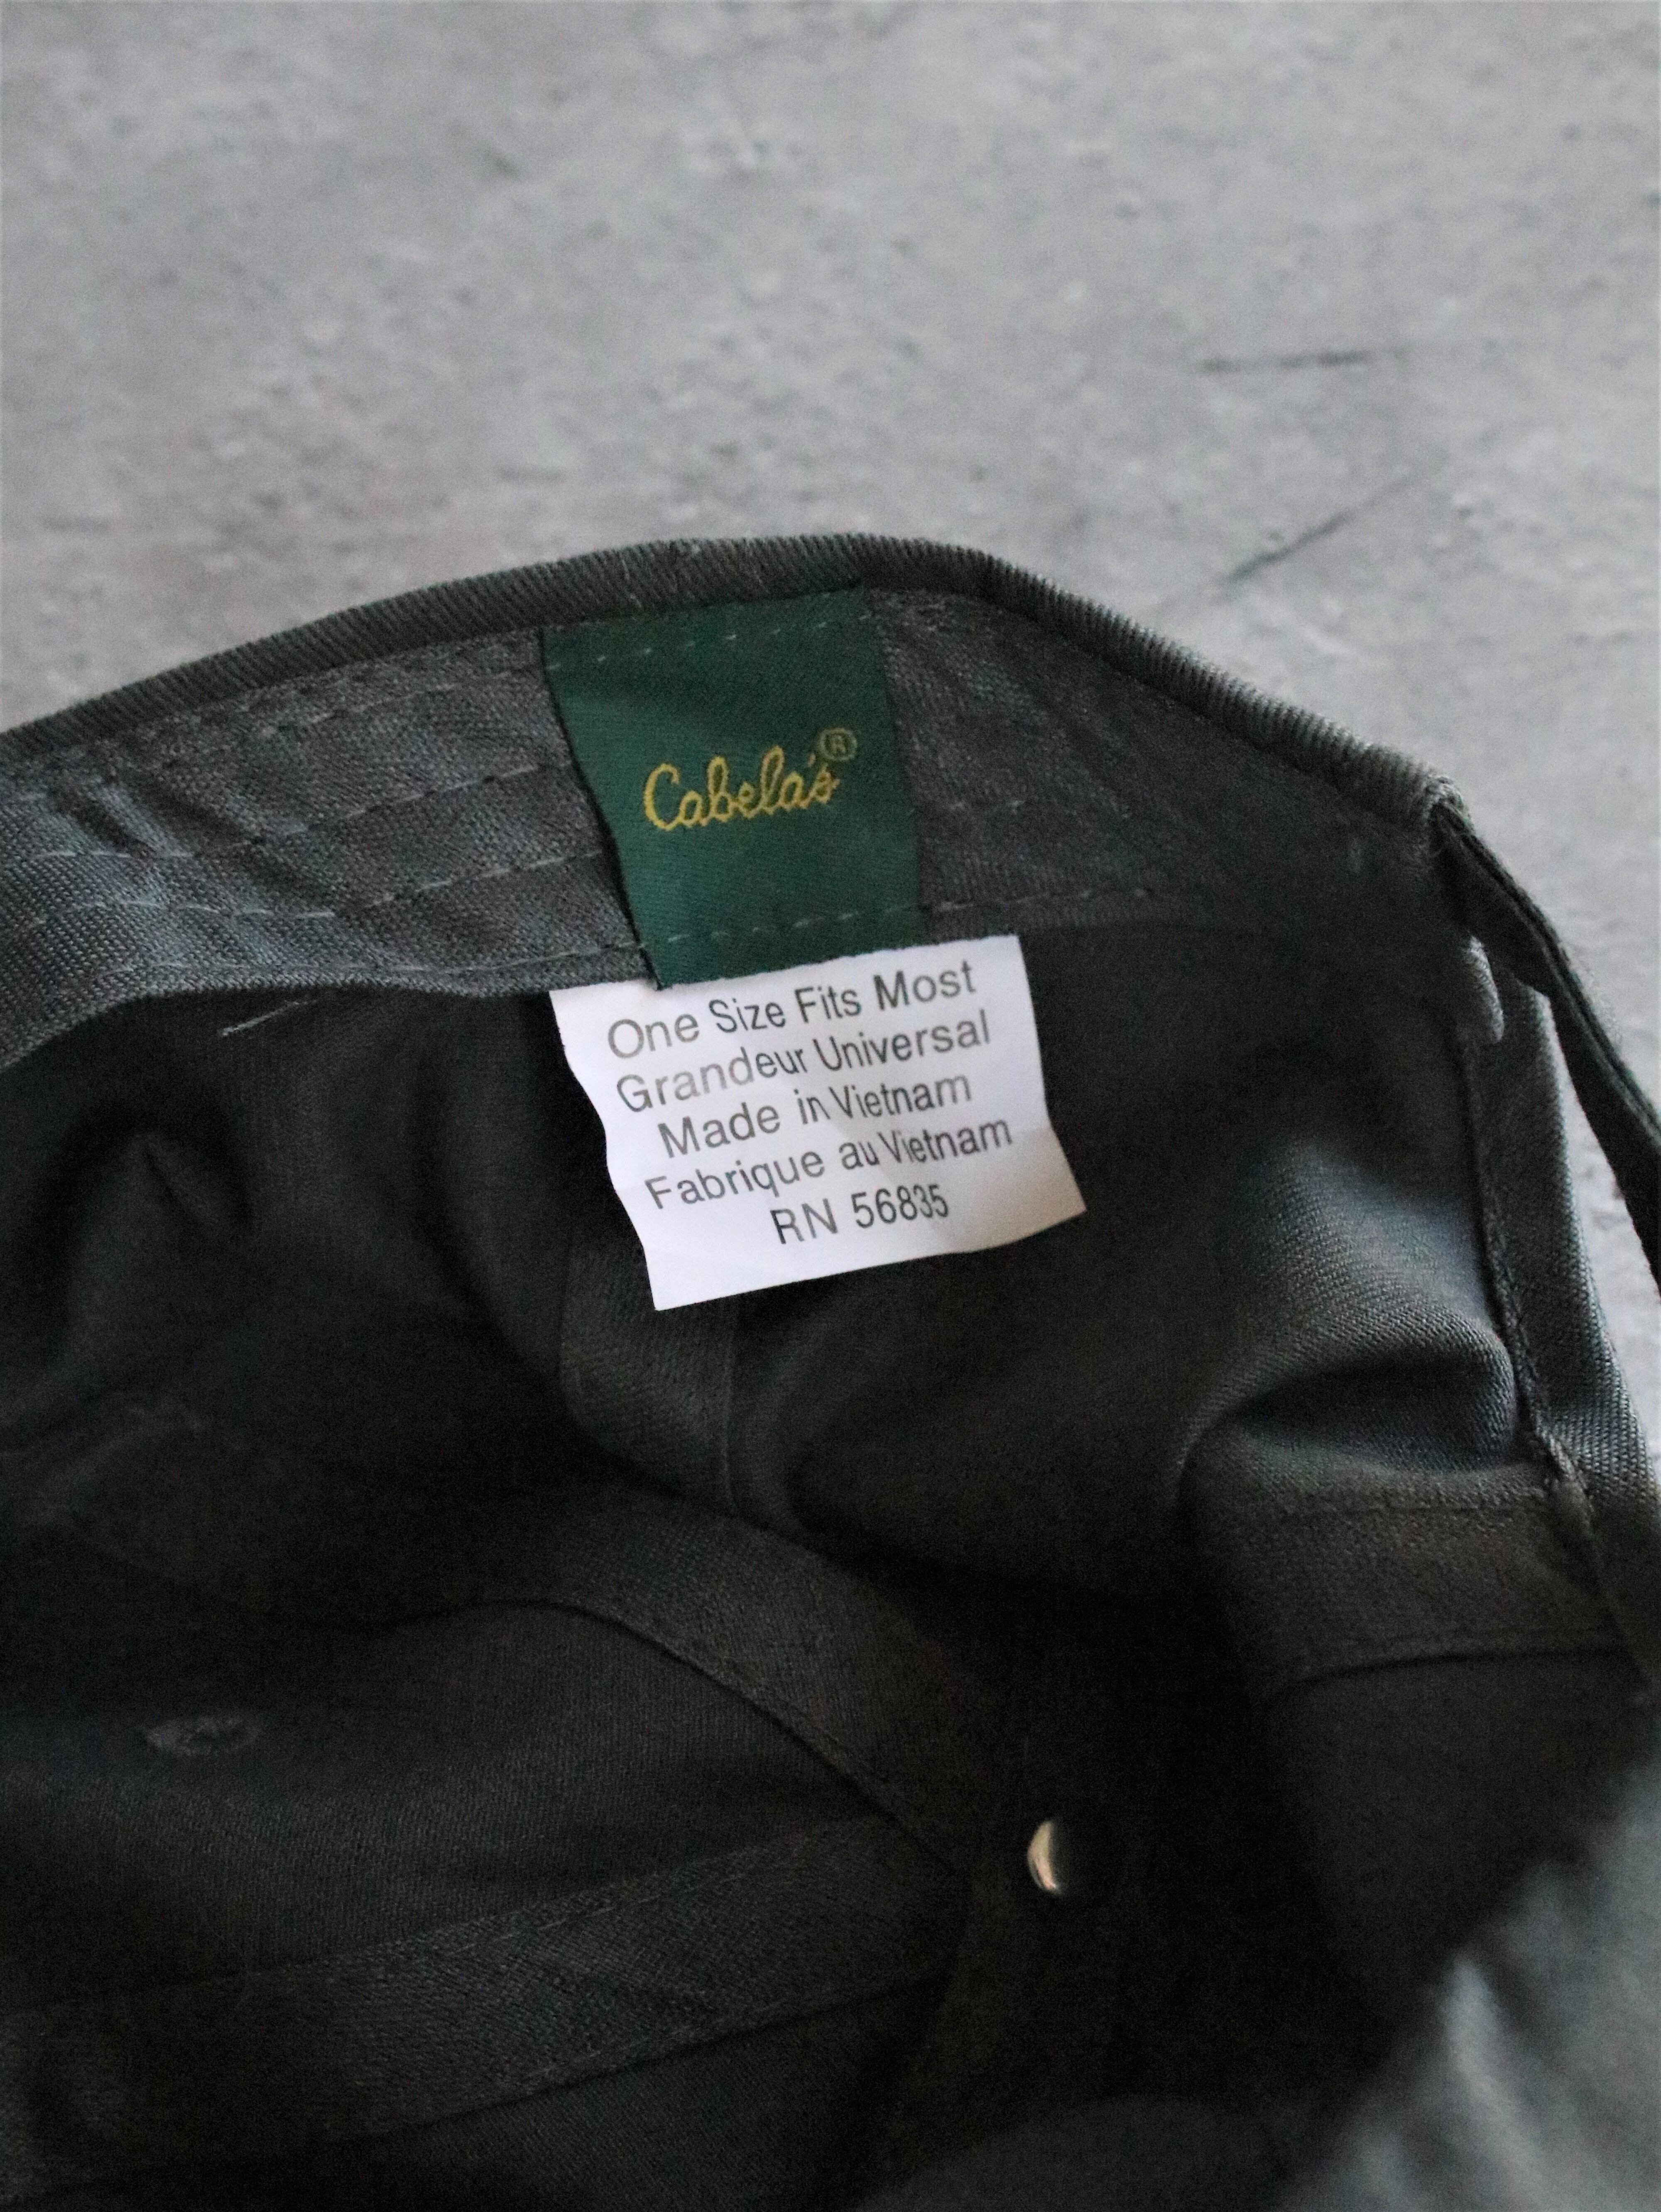 Cabela's®
One Size Fits Most
Grandeur Universal
Made in Vietnam
Fabrique au Vietnam
RN 56835